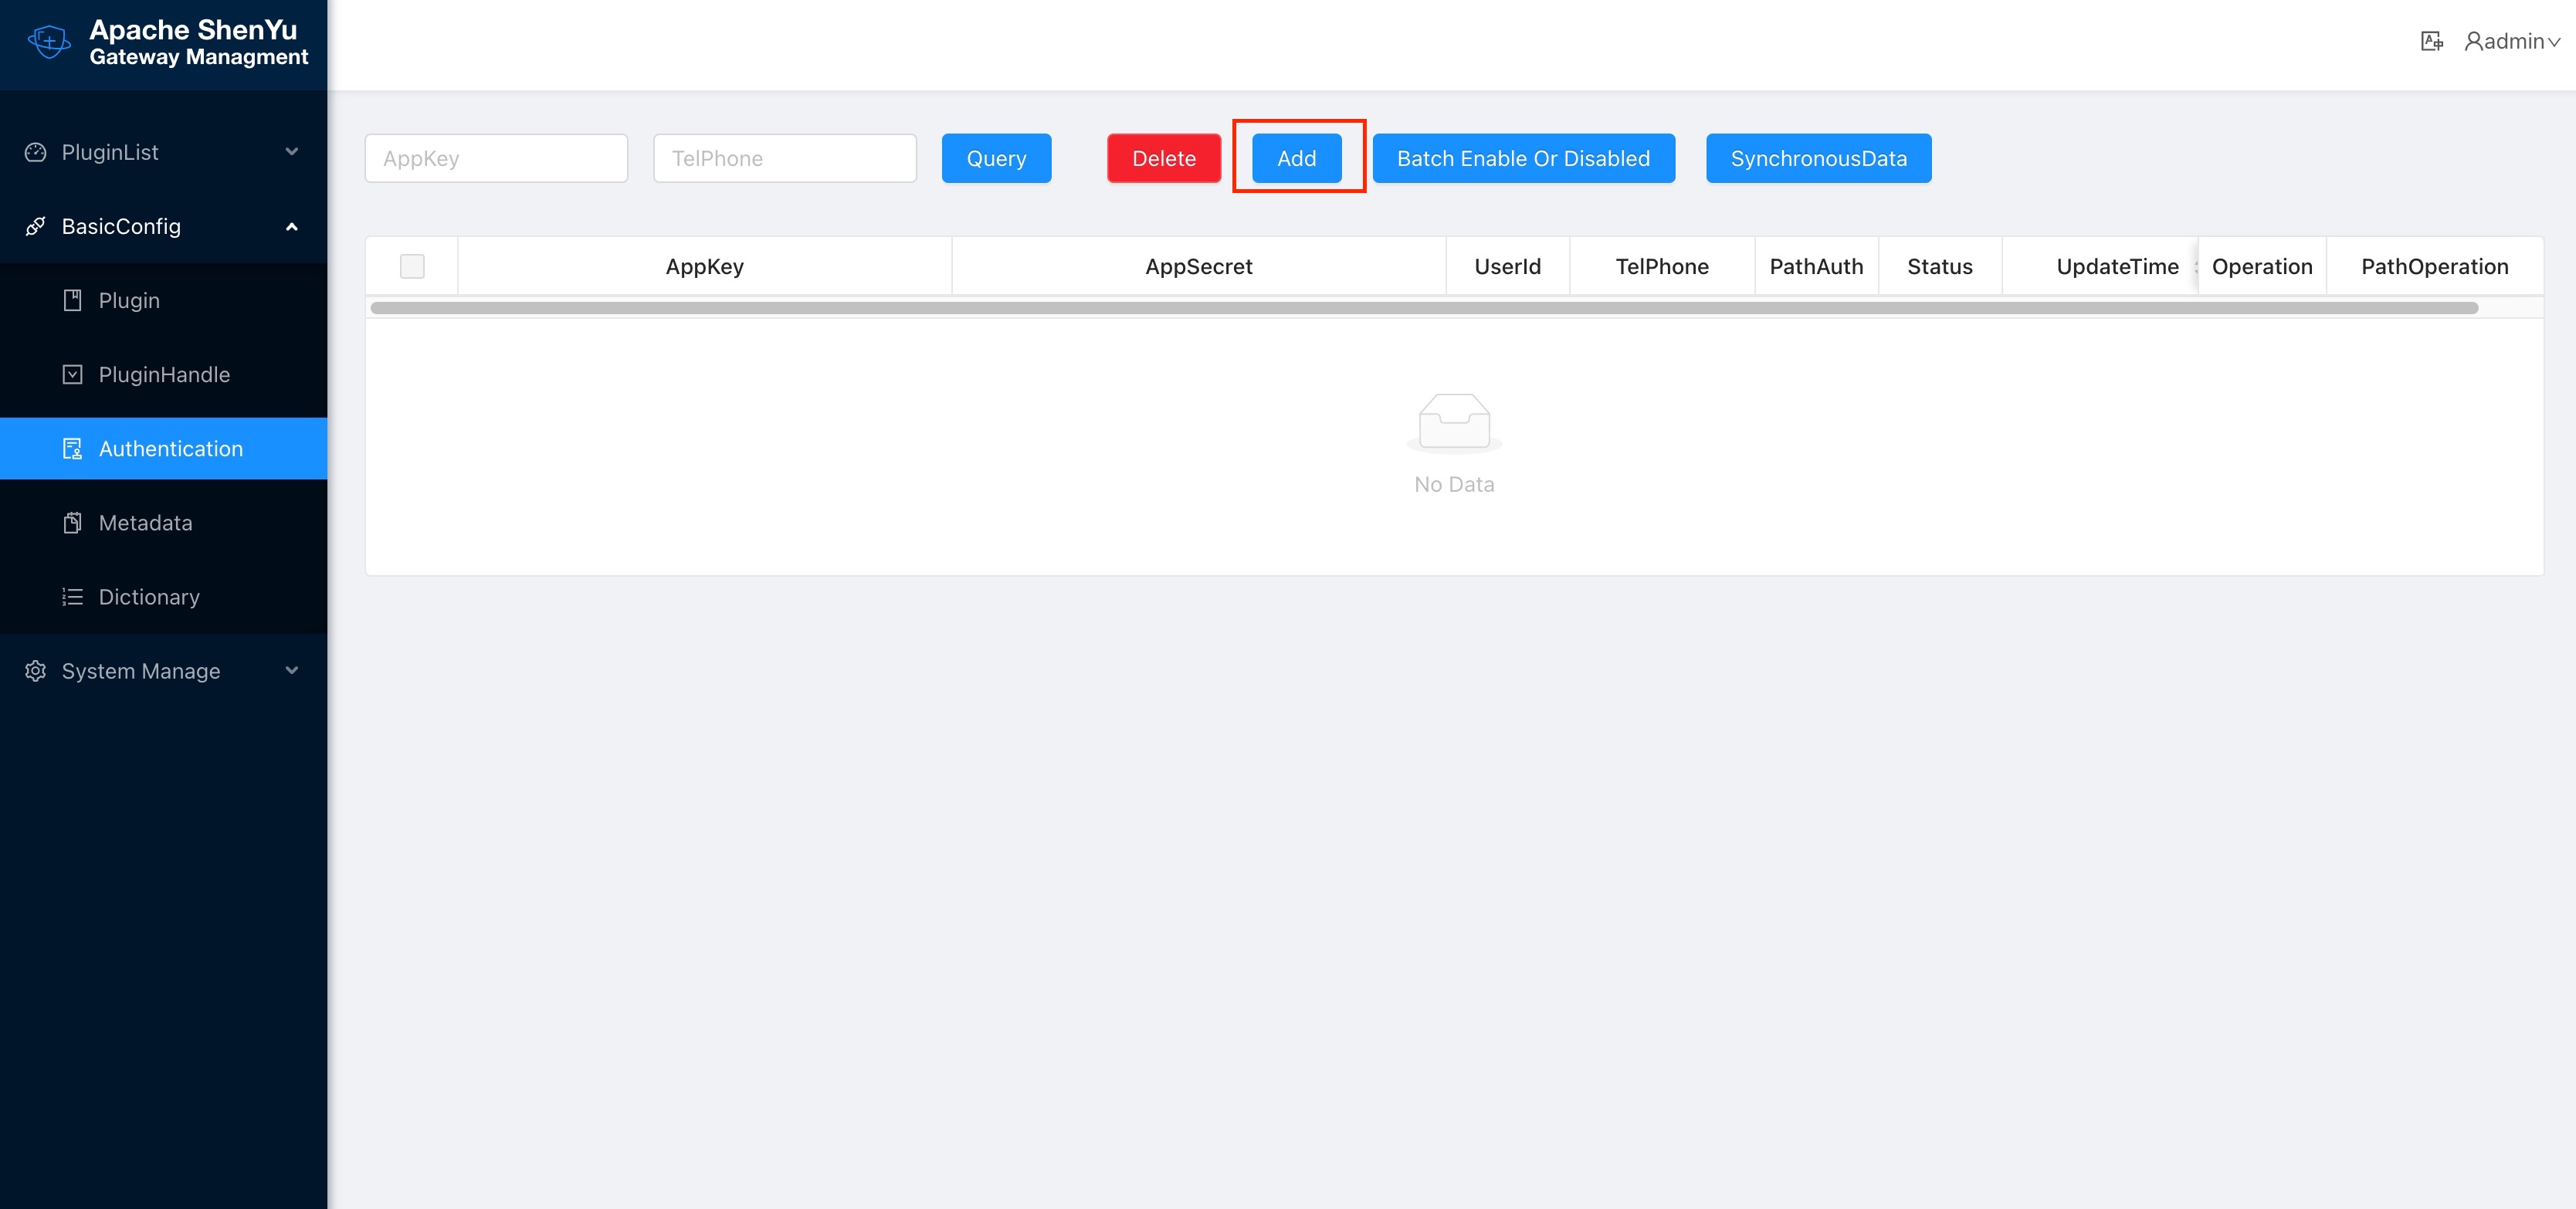 Apache ShenYu
Gateway Managment
admin
PluginList
BasicConfig
Plugin
PluginHandle
Authentication
Metadata
Dictionary
System Manage
AppKey TelPhone Query Delete Add Batch Enable Or Disabled SynchronousData
AppKey AppSecret UserId TelPhone PathAuth Status UpdateTime Operation PathOperation
No Data